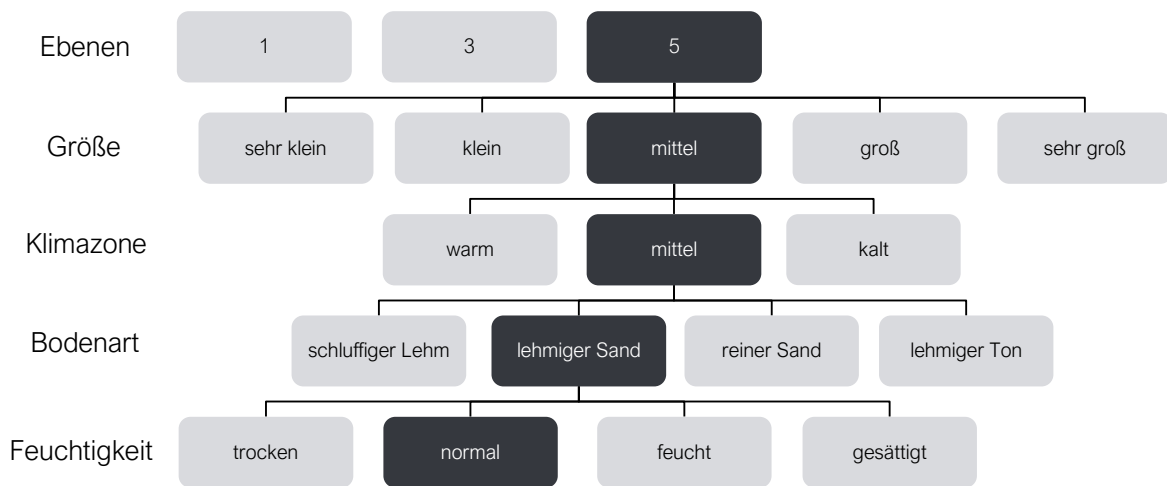 Ebenen 1 3 5
Größe sehr klein klein mittel groß sehr groß
Klimazone warm mittel kalt
Bodenart schluffiger Lehm lehmiger Sand reiner Sand lehmiger Ton
Feuchtigkeit trocken normal feucht gesättigt